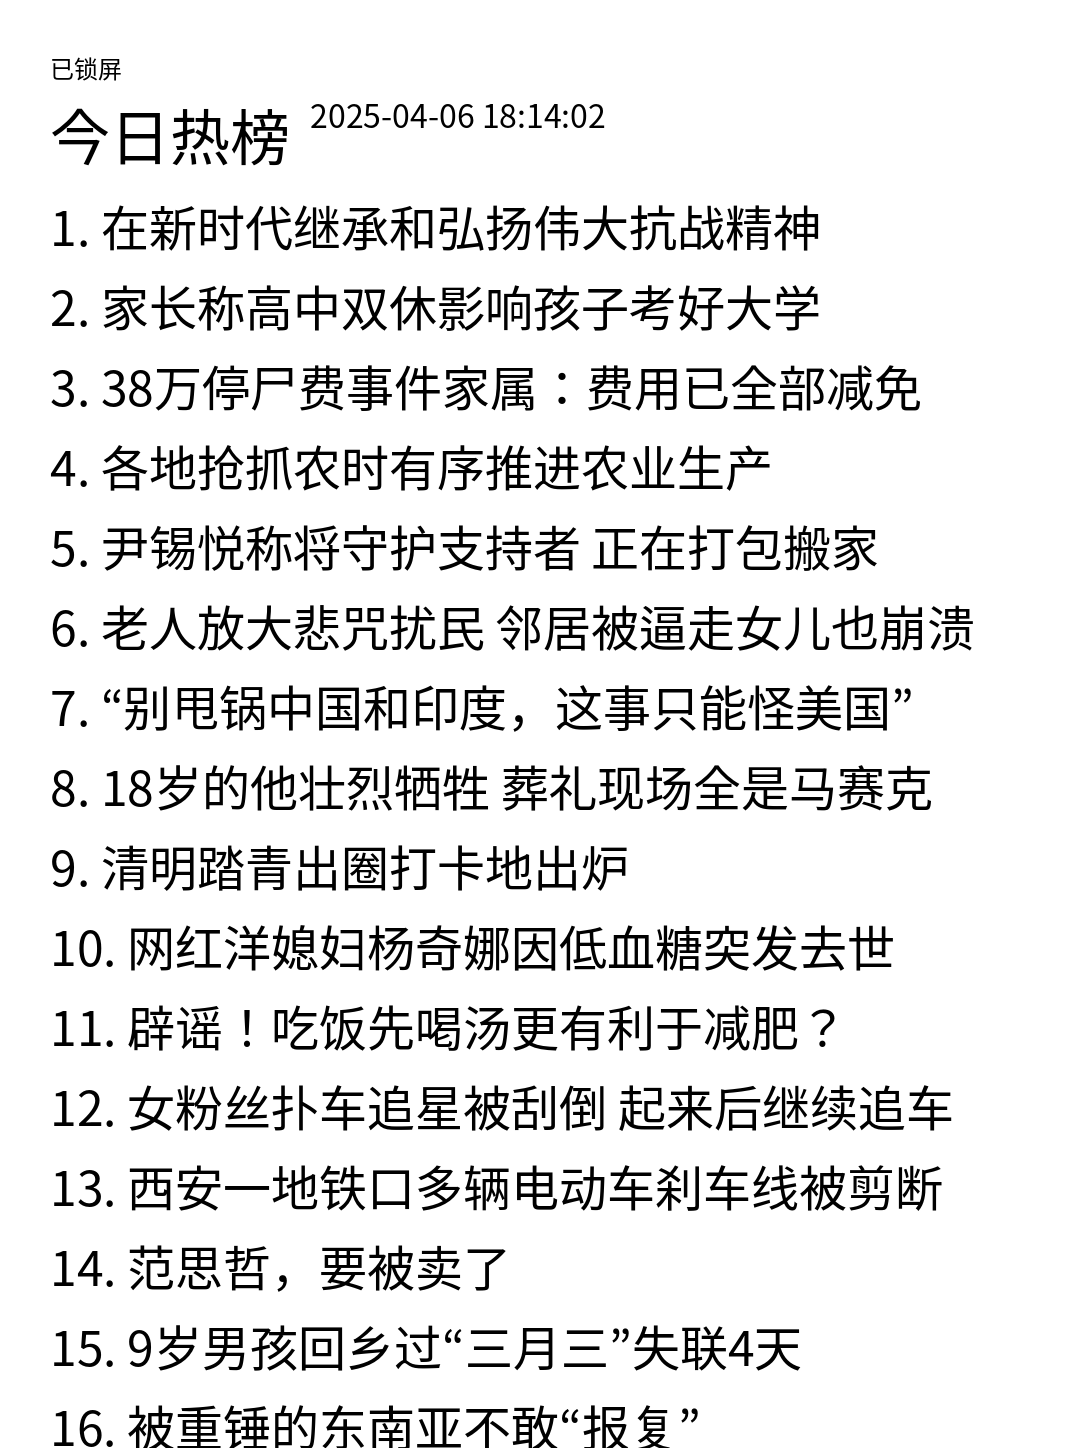 已锁屏
今日热榜 2025-04-06 18:14:02
1. 在新时代继承和弘扬伟大抗战精神
2. 家长称高中双休影响孩子考好大学
3. 38万停尸费事件家属：费用已全部减免
4. 各地抢抓农时有序推进农业生产
5. 尹锡悦称将守护支持者 正在打包搬家
6. 老人放大悲咒扰民 邻居被逼走女儿也崩溃
7. “别甩锅中国和印度，这事只能怪美国”
8. 18岁的他壮烈牺牲 葬礼现场全是马赛克
9. 清明踏青出圈打卡地出炉
10. 网红洋媳妇杨奇娜因低血糖突发去世
11. 辟谣！吃饭先喝汤更有利于减肥？
12. 女粉丝扑车追星被刮倒 起来后继续追车
13. 西安一地铁口多辆电动车刹车线被剪断
14. 范思哲，要被卖了
15. 9岁男孩回乡过“三月三”失联4天
16. 被重锤的东南亚不敢“报复”